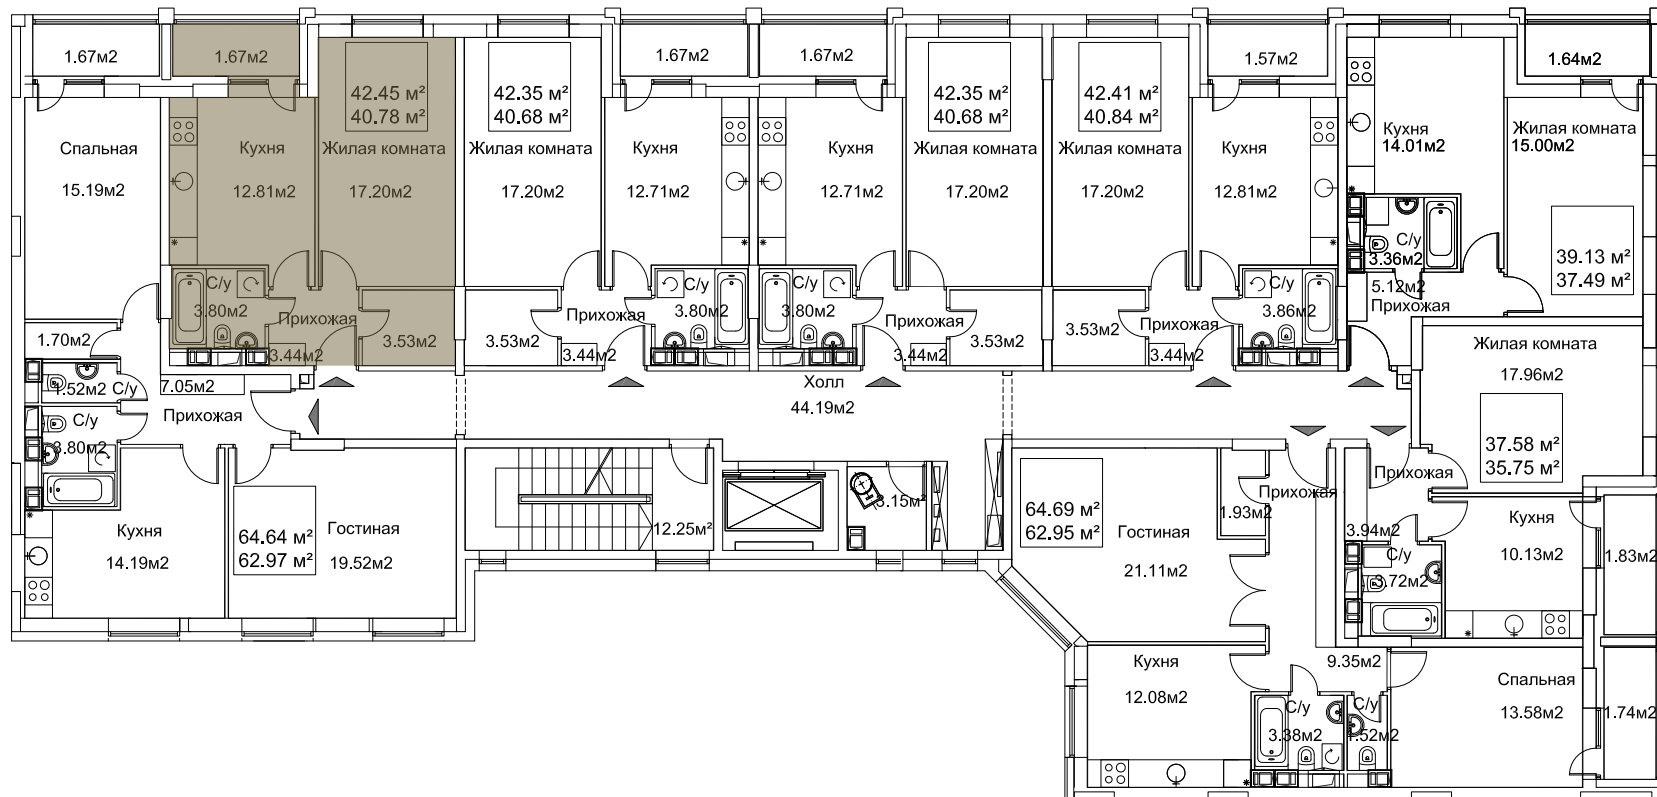 1.67м2
1.67м2
42.45 м²
40.78 м²
42.35 м²
40.68 м²
1.67м2
1.67м2
42.35 м²
40.68 м²
42.41 м²
40.84 м²
1.57м2
1.64м2
Спальная
15.19м2
Кухня
12.81м2
Жилая комната
17.20м2
Жилая комната
17.20м2
Кухня
12.71м2
Кухня
12.71м2
Жилая комната
17.20м2
Жилая комната
17.20м2
Кухня
12.81м2
Кухня
14.01м2
Жилая комната
15.00м2
39.13 м²
37.49 м²
С/у
3.36м2
5.12м2
Прихожая
С/у
3.80м2
Прихожая
3.44м2
3.53м2
3.53м2
Прихожая
3.44м2
С/у
3.80м2
С/у
3.80м2
Прихожая
3.44м2
3.53м2
3.53м2
Прихожая
3.44м2
С/у
3.86м2
1.70м2
1.52м2
С/у
7.05м2
Прихожая
С/у
3.80м2
Холл
44.19м2
Жилая комната
17.96м2
37.58 м²
35.75 м²
Кухня
14.19м2
64.64 м²
62.97 м²
Гостиная
19.52м2
12.25м²
3.15м²
64.69 м²
62.95 м²
Гостиная
21.11м2
1.93м2
Прихожая
Прихожая
3.94м2
С/у
3.72м2
Кухня
10.13м2
1.83м2
Кухня
12.08м2
9.35м2
С/у
3.38м2
С/у
1.52м2
Спальная
13.58м2
1.74м2